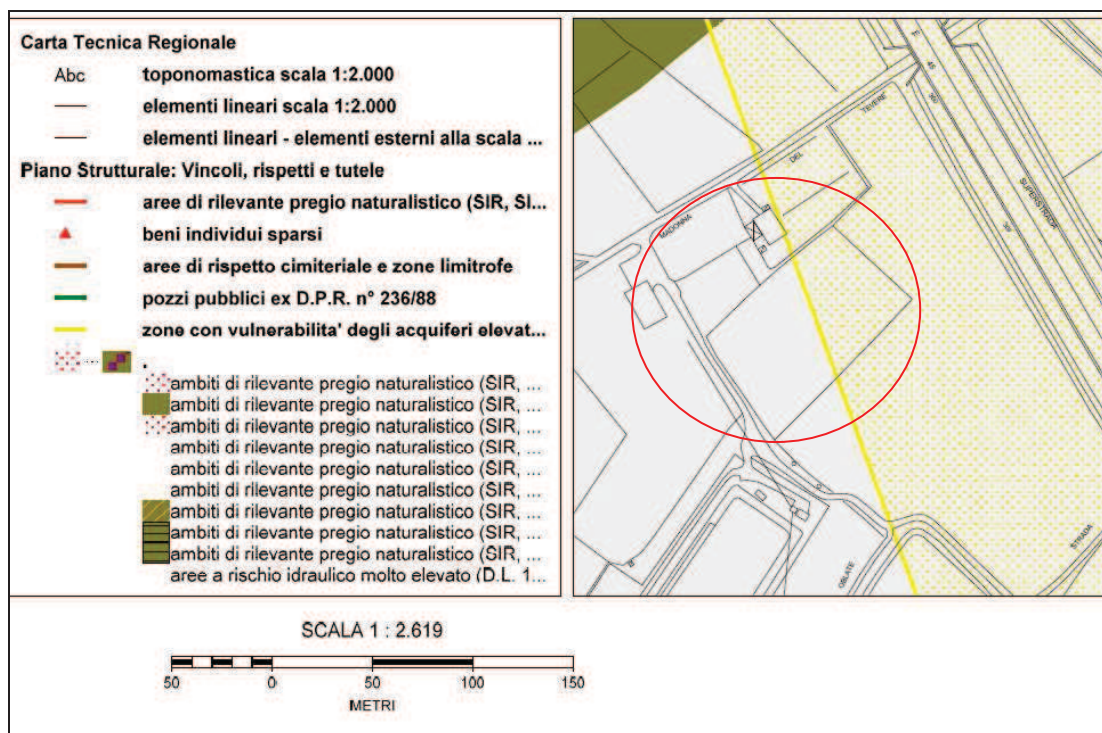 Carta Tecnica Regionale
Abc toponomastica scala 1:2.000
elementi lineari scala 1:2.000
elementi lineari - elementi esterni alla scala ...
Piano Strutturale: Vincoli, rispetti e tutele
aree di rilevante pregio naturalistico (SIR, SI...
beni individui sparsi
aree di rispetto cimiteriale e zone limitrofe
pozzi pubblici ex D.P.R. n° 236/88
zone con vulnerabilita' degli acquiferi elevat...
.
ambiti di rilevante pregio naturalistico (SIR, ...
ambiti di rilevante pregio naturalistico (SIR, ...
ambiti di rilevante pregio naturalistico (SIR, ...
ambiti di rilevante pregio naturalistico (SIR, ...
ambiti di rilevante pregio naturalistico (SIR, ...
ambiti di rilevante pregio naturalistico (SIR, ...
ambiti di rilevante pregio naturalistico (SIR, ...
ambiti di rilevante pregio naturalistico (SIR, ...
ambiti di rilevante pregio naturalistico (SIR, ...
aree a rischio idraulico molto elevato (D.L. 1...
MADONNA
DEL
TEVERE
SUPERSTRADA
OBLATE
STRADA
SCALA 1 : 2.619
50 0 50 100 150
METRI